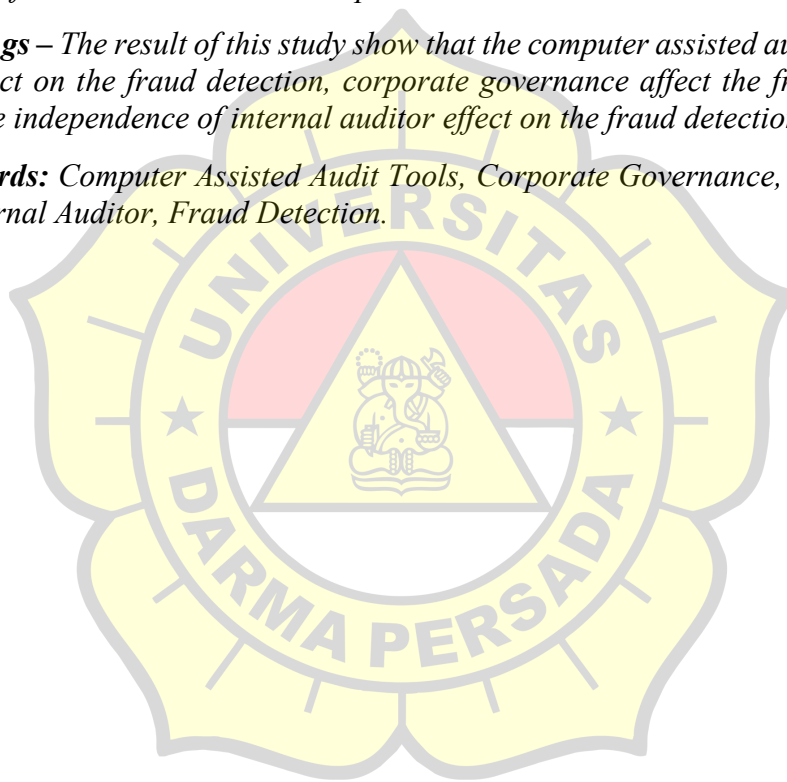 gs – The result of this study show that the computer assisted au
ct on the fraud detection, corporate governance affect the fr
e independence of internal auditor effect on the fraud detection
rds: Computer Assisted Audit Tools, Corporate Governance,
rnal Auditor, Fraud Detection.
UNIVERSITAS
DARMA PERSADA